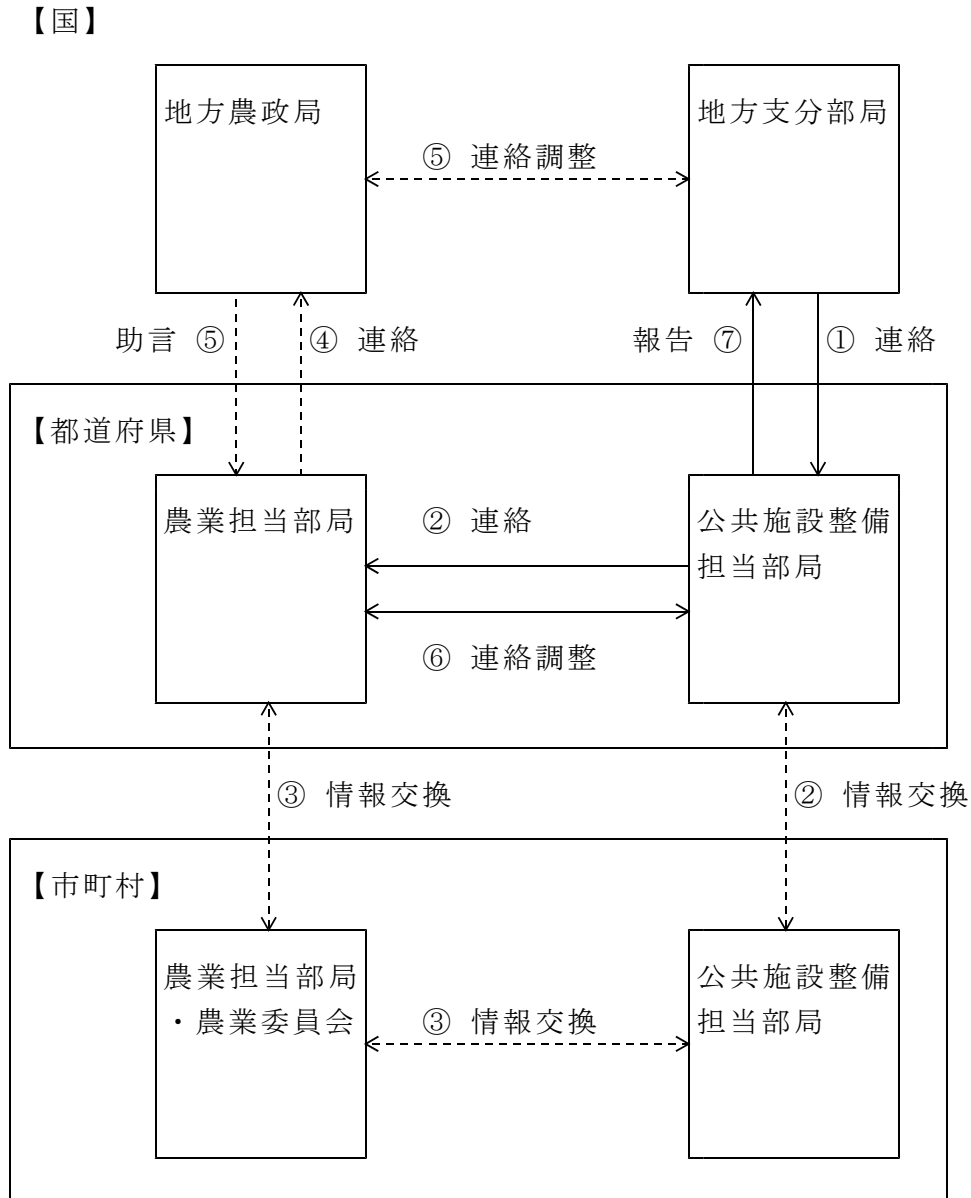 【国】
地方農政局
地方支分部局
⑤ 連絡調整
助言 ⑤
④ 連絡
報告 ⑦
① 連絡
【都道府県】
農業担当部局
② 連絡
公共施設整備
担当部局
⑥ 連絡調整
③ 情報交換
② 情報交換
【市町村】
農業担当部局
・農業委員会
③ 情報交換
公共施設整備
担当部局